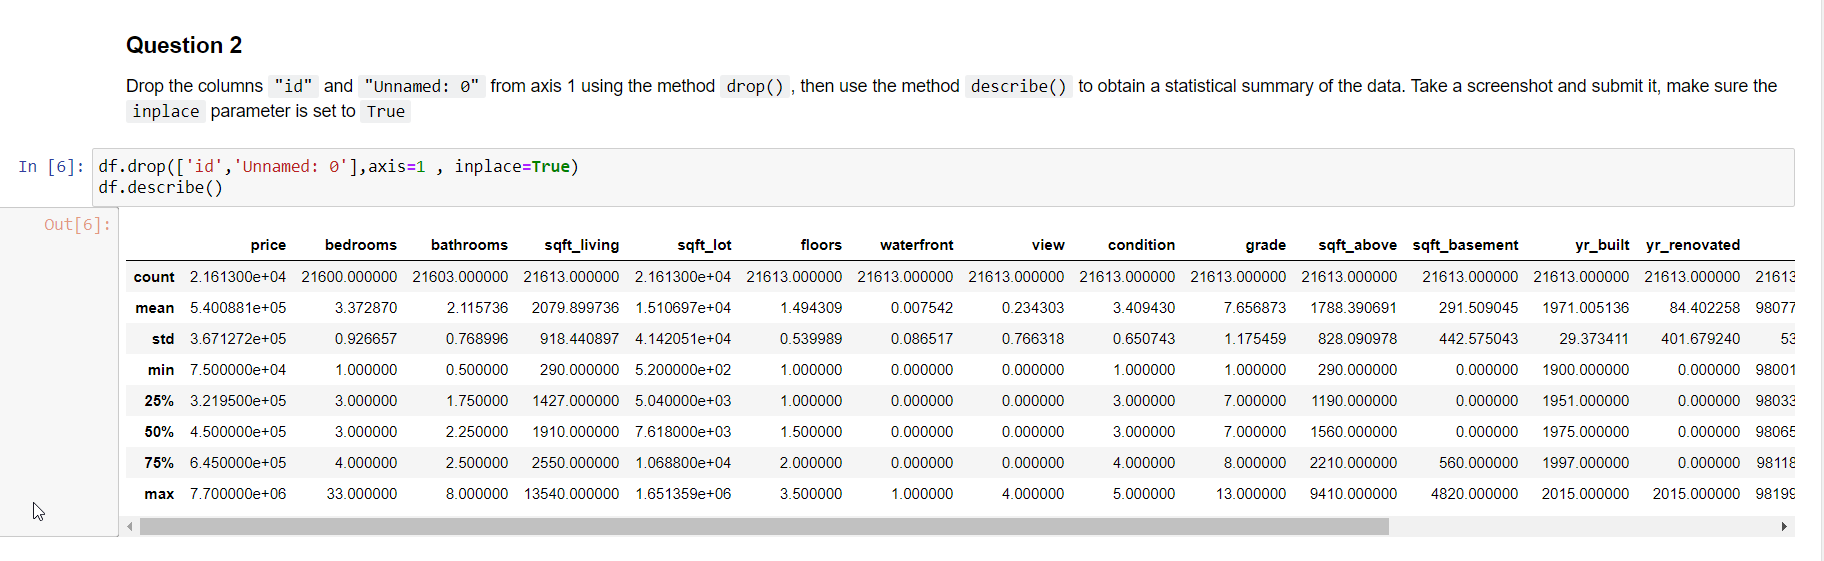 Question 2
Drop the columns "id" and "Unnamed: 0" from axis 1 using the method drop() , then use the method describe() to obtain a statistical summary of the data. Take a screenshot and submit it, make sure the
inplace parameter is set to True
In [6]: df.drop(['id','Unnamed: 0'],axis=1 , inplace=True)
df.describe()
Out[6]:
price bedrooms bathrooms sqft_living sqft_lot floors waterfront view condition grade sqft_above sqft_basement yr_built yr_renovated
count 2.161300e+04 21600.000000 21603.000000 21613.000000 2.161300e+04 21613.000000 21613.000000 21613.000000 21613.000000 21613.000000 21613.000000 21613.000000 21613.000000 21613.000000 21613
mean 5.400881e+05 3.372870 2.115736 2079.899736 1.510697e+04 1.494309 0.007542 0.234303 3.409430 7.656873 1788.390691 291.509045 1971.005136 84.402258 98077
std 3.671272e+05 0.926657 0.768996 918.440897 4.142051e+04 0.539989 0.086517 0.766318 0.650743 1.175459 828.090978 442.575043 29.373411 401.679240 53
min 7.500000e+04 1.000000 0.500000 290.000000 5.200000e+02 1.000000 0.000000 0.000000 1.000000 1.000000 290.000000 0.000000 1900.000000 0.000000 98001
25% 3.219500e+05 3.000000 1.750000 1427.000000 5.040000e+03 1.000000 0.000000 0.000000 3.000000 7.000000 1190.000000 0.000000 1951.000000 0.000000 98033
50% 4.500000e+05 3.000000 2.250000 1910.000000 7.618000e+03 1.500000 0.000000 0.000000 3.000000 7.000000 1560.000000 0.000000 1975.000000 0.000000 98065
75% 6.450000e+05 4.000000 2.500000 2550.000000 1.068800e+04 2.000000 0.000000 0.000000 4.000000 8.000000 2210.000000 560.000000 1997.000000 0.000000 98118
max 7.700000e+06 33.000000 8.000000 13540.000000 1.651359e+06 3.500000 1.000000 4.000000 5.000000 13.000000 9410.000000 4820.000000 2015.000000 2015.000000 98199